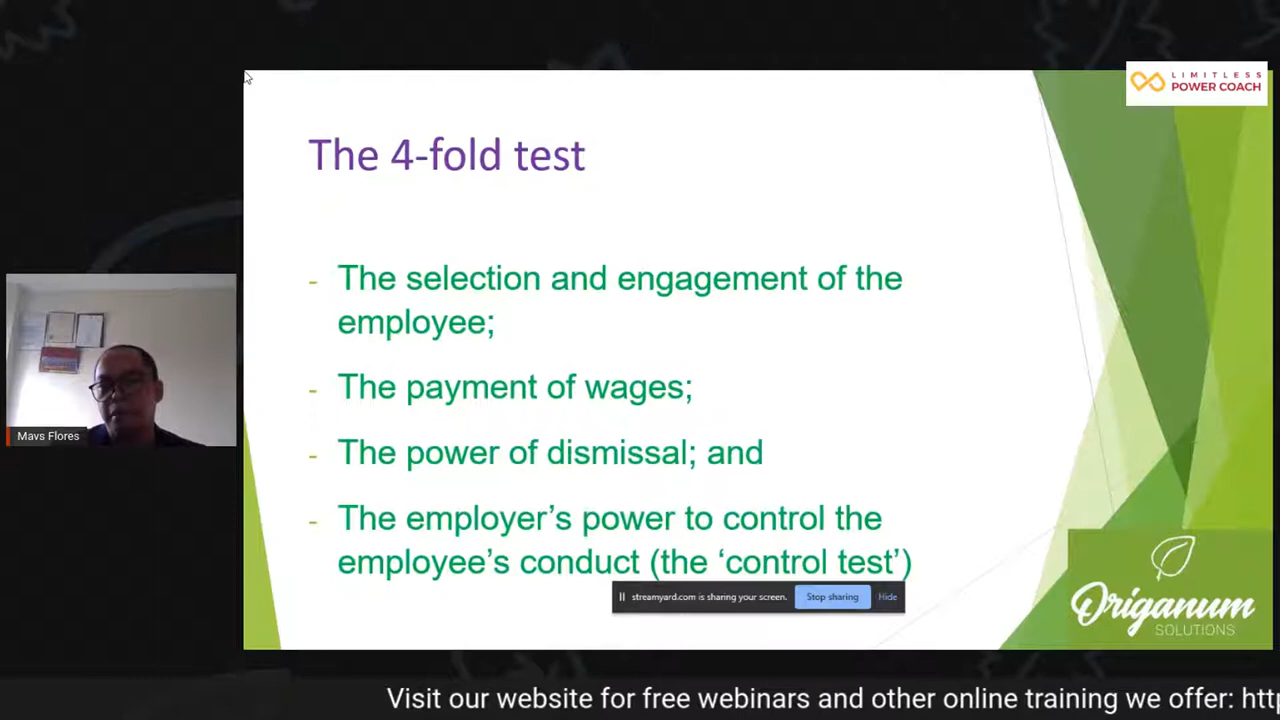 LIMITLESS
POWER COACH
The 4-fold test
- The selection and engagement of the
employee;
- The payment of wages;
- The power of dismissal; and
- The employer’s power to control the
employee’s conduct (the ‘control test’)
streamyard.com is sharing your screen. Stop sharing Hide
Mavs Flores
Origanum
SOLUTIONS
Visit our website for free webinars and other online training we offer: htt